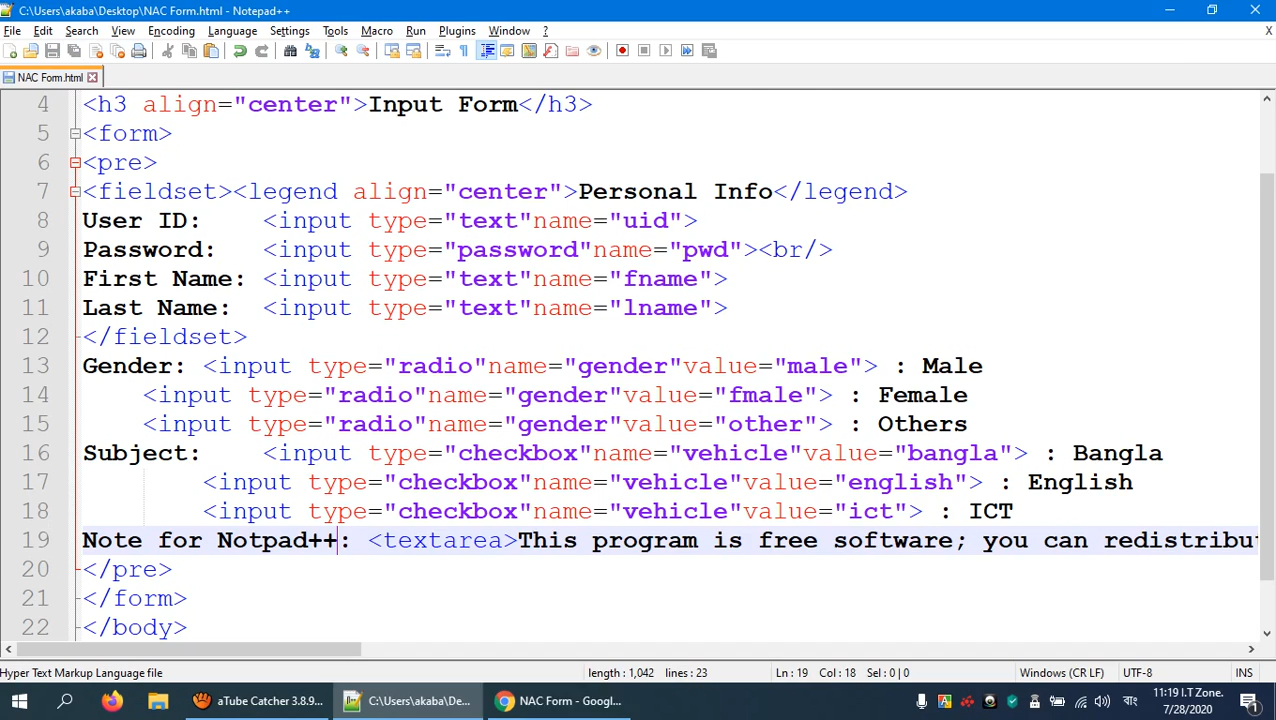 C:\Users\akaba\Desktop\NAC Form.html - Notepad++
File Edit Search View Encoding Language Settings Tools Macro Run Plugins Window ? X
NAC Form.html
4 <h3 align="center">Input Form</h3>
5 <form>
6 <pre>
7 <fieldset><legend align="center">Personal Info</legend>
8 User ID:    <input type="text"name="uid">
9 Password:   <input type="password"name="pwd"><br/>
10 First Name: <input type="text"name="fname">
11 Last Name:  <input type="text"name="lname">
12 </fieldset>
13 Gender: <input type="radio"name="gender"value="male"> : Male
14     <input type="radio"name="gender"value="fmale"> : Female
15     <input type="radio"name="gender"value="other"> : Others
16 Subject:    <input type="checkbox"name="vehicle"value="bangla"> : Bangla
17         <input type="checkbox"name="vehicle"value="english"> : English
18         <input type="checkbox"name="vehicle"value="ict"> : ICT
19 Note for Notpad++: <textarea>This program is free software; you can redistribu
20 </pre>
21 </form>
22 </body>
Hyper Text Markup Language file length : 1,042 lines : 23 Ln : 19 Col : 18 Sel : 0 | 0 Windows (CR LF) UTF-8 INS
aTube Catcher 3.8.9... C:\Users\akaba\De... NAC Form - Googl... বাং 11:19 I.T Zone.
7/28/2020